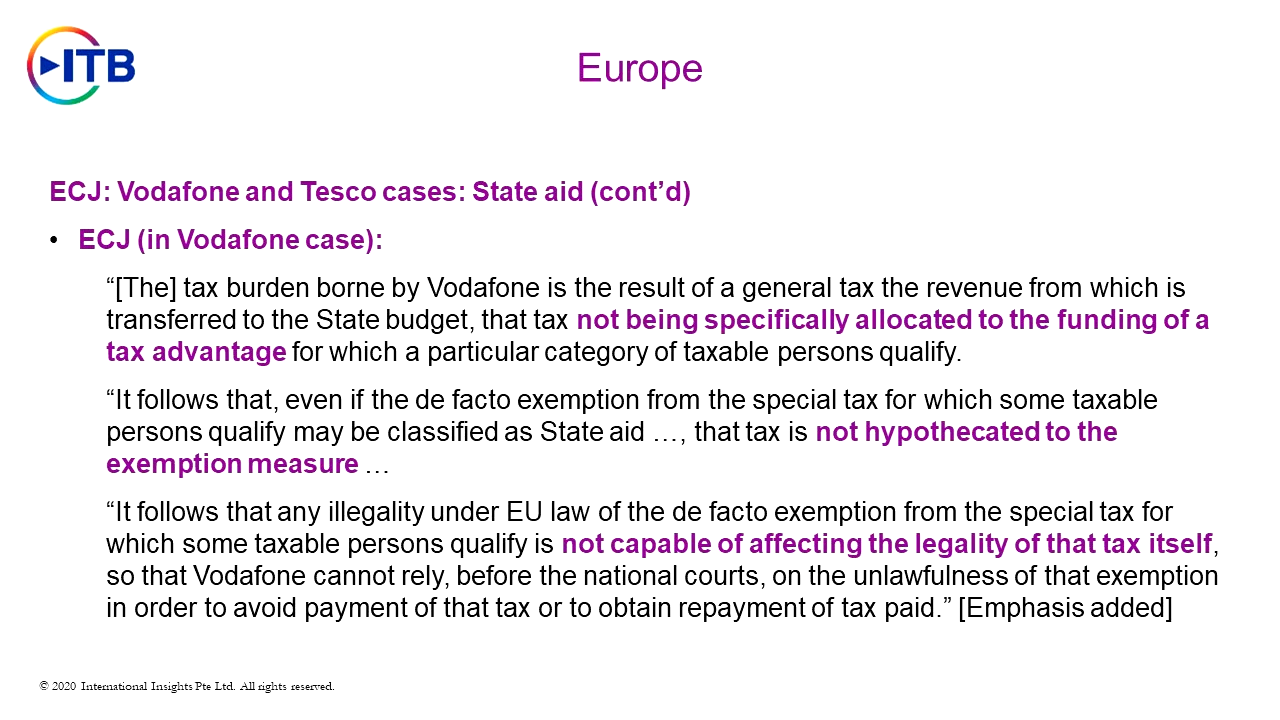 ITB
Europe
ECJ: Vodafone and Tesco cases: State aid (cont’d)
• ECJ (in Vodafone case):
“[The] tax burden borne by Vodafone is the result of a general tax the revenue from which is
transferred to the State budget, that tax not being specifically allocated to the funding of a
tax advantage for which a particular category of taxable persons qualify.
“It follows that, even if the de facto exemption from the special tax for which some taxable
persons qualify may be classified as State aid …, that tax is not hypothecated to the
exemption measure …
“It follows that any illegality under EU law of the de facto exemption from the special tax for
which some taxable persons qualify is not capable of affecting the legality of that tax itself,
so that Vodafone cannot rely, before the national courts, on the unlawfulness of that exemption
in order to avoid payment of that tax or to obtain repayment of tax paid.” [Emphasis added]
© 2020 International Insights Pte Ltd. All rights reserved.